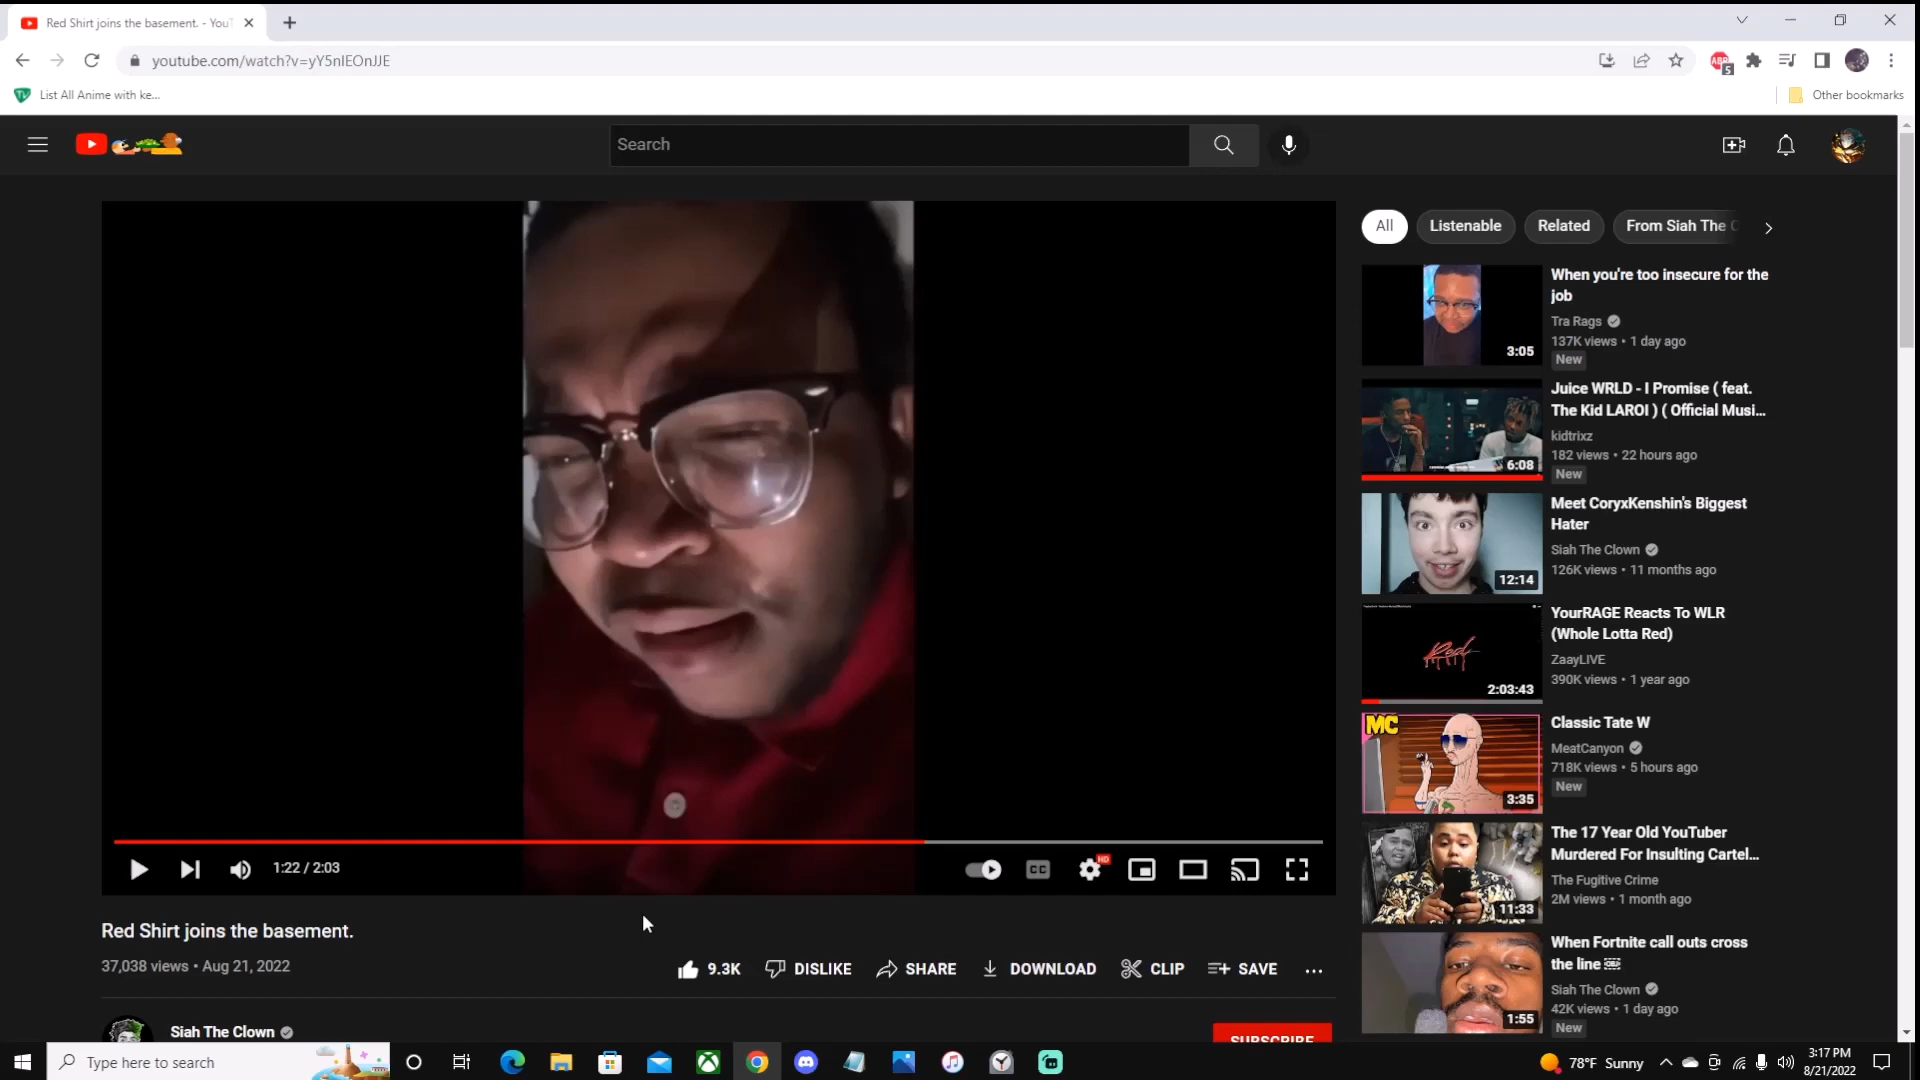 Red Shirt joins the basement. - YouT
youtube.com/watch?v=yY5nIEOnJJE
5
List All Anime with ke...
Other bookmarks
Search
All
Listenable
Related
From Siah The C
3:05
When you're too insecure for the
job
Tra Rags
137K views • 1 day ago
New
6:08
Juice WRLD - I Promise ( feat.
The Kid LAROI ) ( Official Musi...
kidtrixz
182 views • 22 hours ago
New
12:14
Meet CoryxKenshin's Biggest
Hater
Siah The Clown
126K views • 11 months ago
Red
2:03:43
YourRAGE Reacts To WLR
(Whole Lotta Red)
ZaayLIVE
390K views • 1 year ago
MC
3:35
Classic Tate W
MeatCanyon
718K views • 5 hours ago
New
11:33
The 17 Year Old YouTuber
Murdered For Insulting Cartel...
The Fugitive Crime
2M views • 1 month ago
1:55
When Fortnite call outs cross
the line
Siah The Clown
42K views • 1 day ago
New
1:22 / 2:03
CC
HD
Red Shirt joins the basement.
37,038 views • Aug 21, 2022
9.3K
DISLIKE
SHARE
DOWNLOAD
CLIP
SAVE
Siah The Clown
SUBSCRIBE
Type here to search
78°F Sunny
3:17 PM
8/21/2022